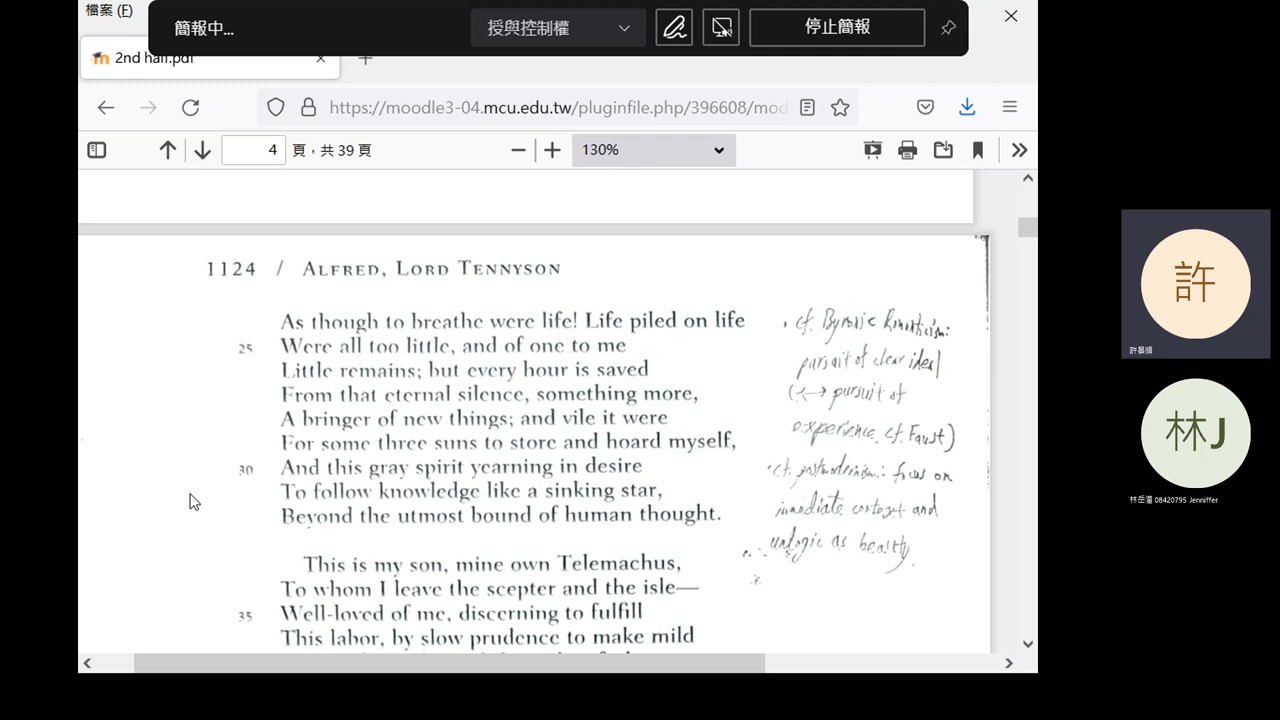 檔案 (F)
簡報中...
授與控制權
停止簡報
2nd half.pdf
https://moodle3-04.mcu.edu.tw/pluginfile.php/396608/mod
4 頁，共 39 頁
130%
1124 / ALFRED, LORD TENNYSON
As though to breathe were life! Life piled on life
25 Were all too little, and of one to me
Little remains; but every hour is saved
From that eternal silence, something more,
A bringer of new things; and vile it were
For some three suns to store and hoard myself,
30 And this gray spirit yearning in desire
To follow knowledge like a sinking star,
Beyond the utmost bound of human thought.
This is my son, mine own Telemachus,
To whom I leave the scepter and the isle—
35 Well-loved of me, discerning to fulfill
This labor, by slow prudence to make mild
cf. Byronic Romanticism:
pursuit of clear ideal
(↔ pursuit of
experience, cf. Faust)
cf. postmodernism: focus on
immediate context and
unlogic as beauty.
許
許景順
林J
林岳瀟 08420795 Jenniffer